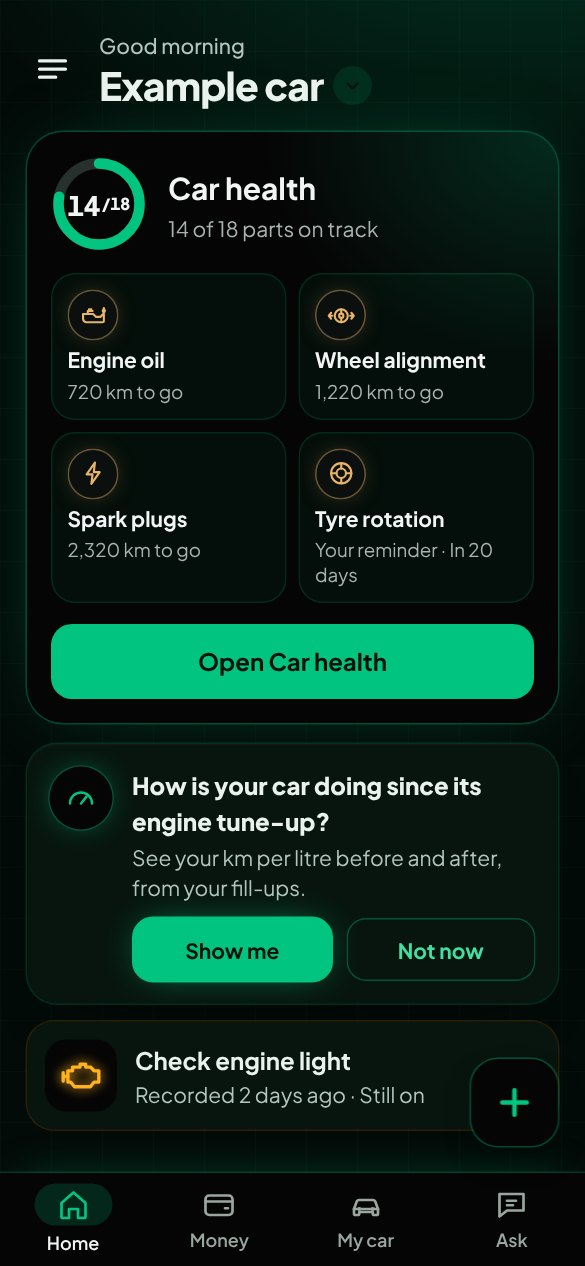 Good morning
Example car
14/18
Car health
14 of 18 parts on track
Engine oil
720 km to go
Wheel alignment
1,220 km to go
Spark plugs
2,320 km to go
Tyre rotation
Your reminder · In 20
days
Open Car health
How is your car doing since its
engine tune-up?
See your km per litre before and after,
from your fill-ups.
Show me
Not now
Check engine light
Recorded 2 days ago · Still on
Home
Money
My car
Ask